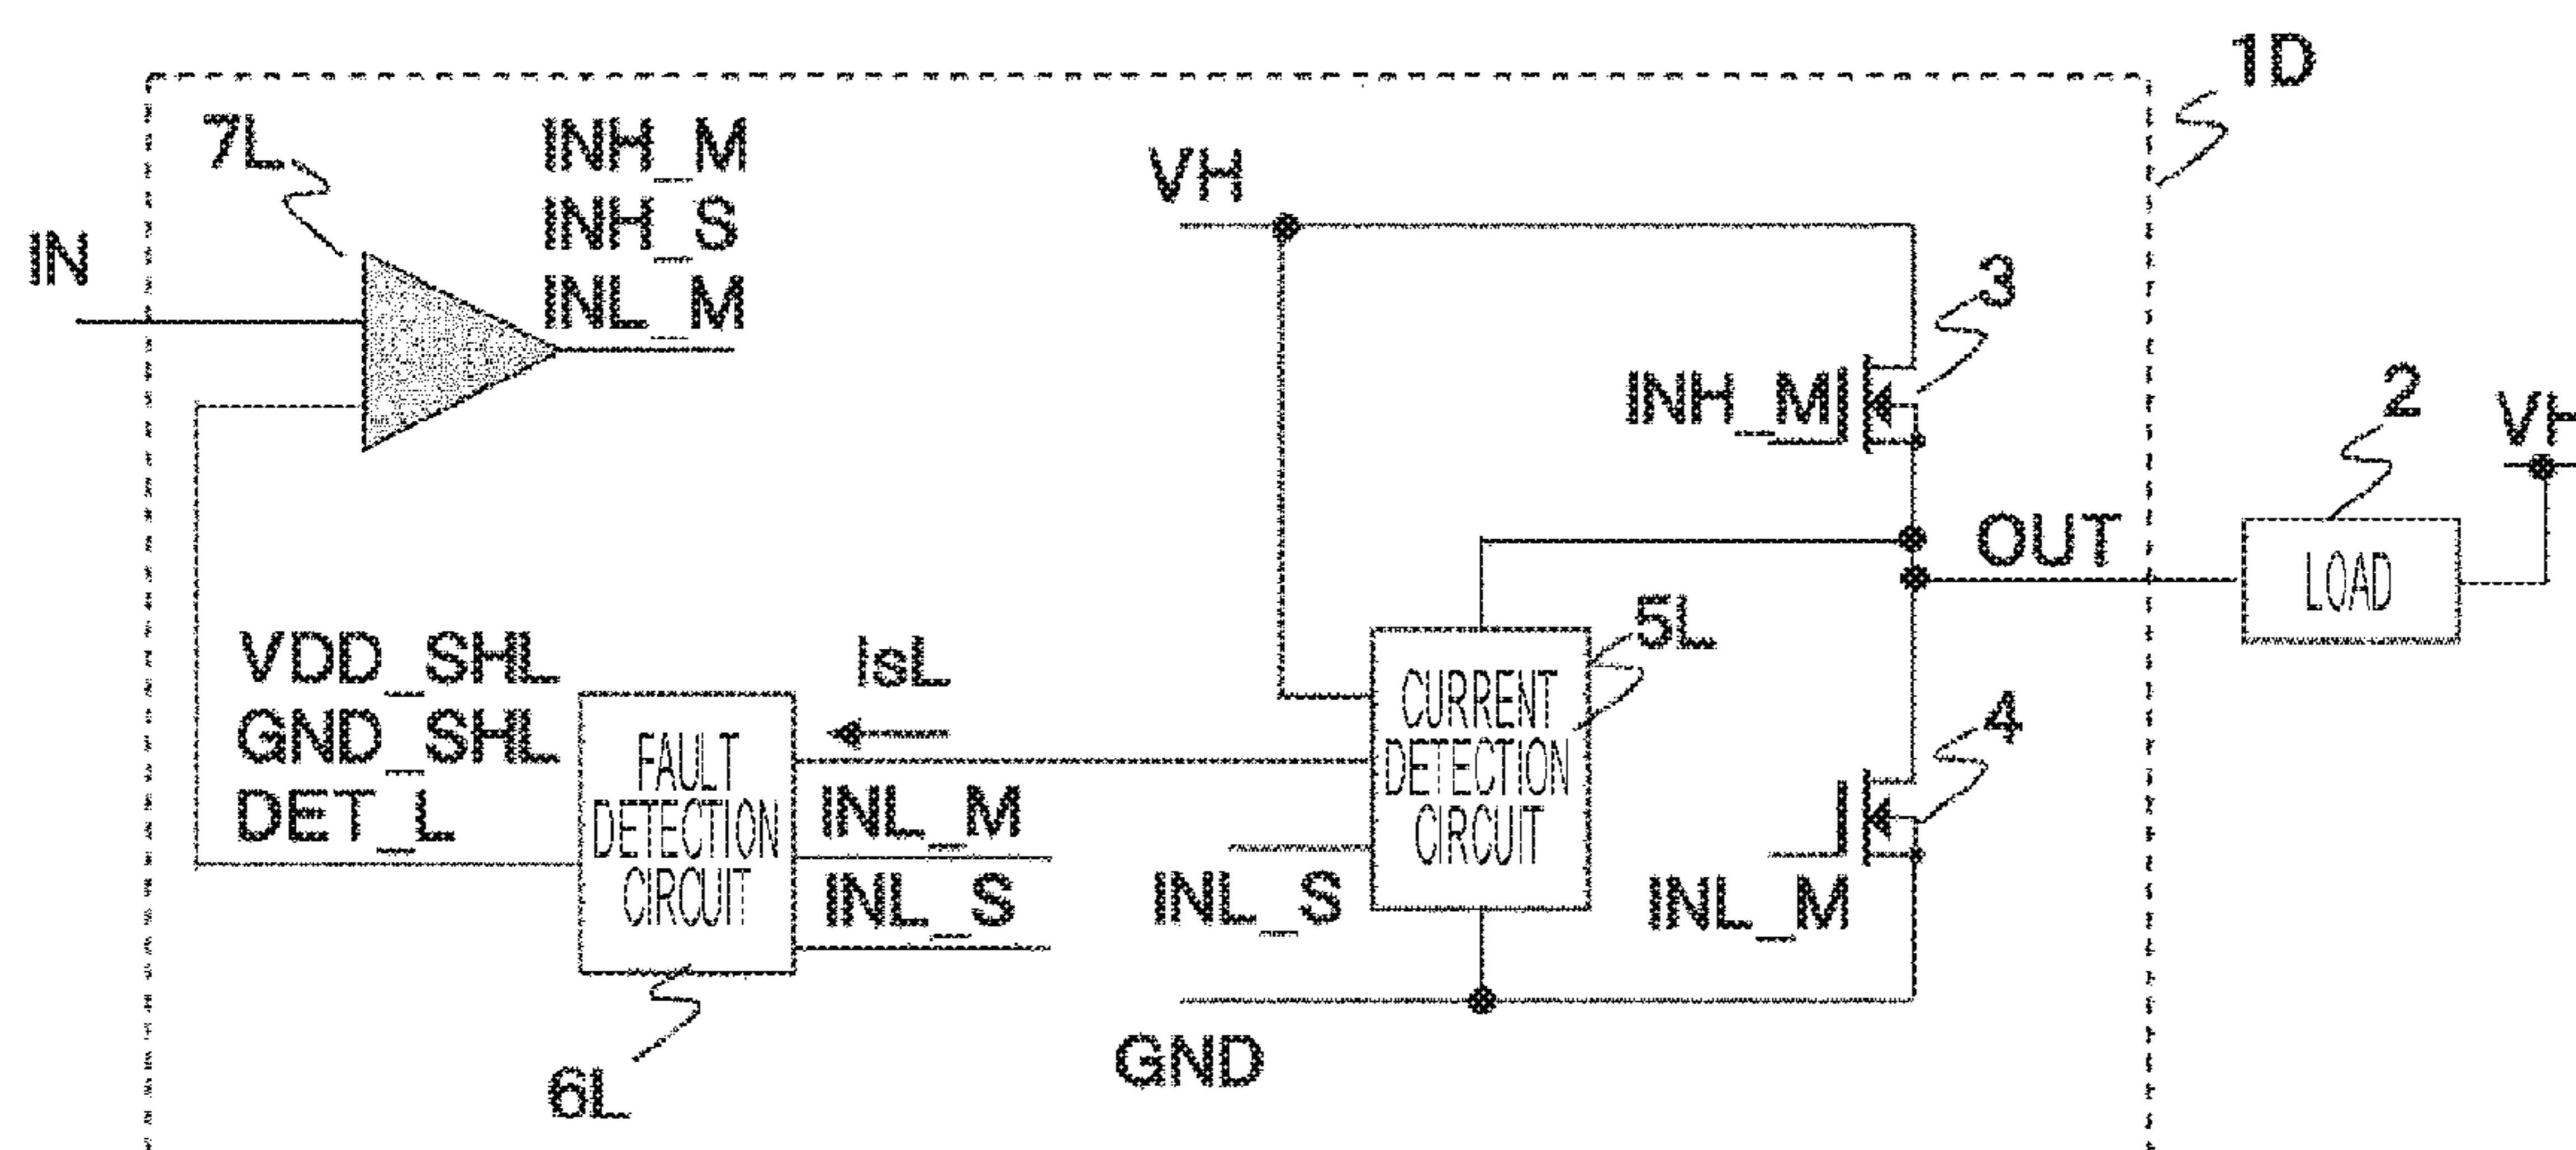 1D
7L
INH_M
INH_S
INL_M
IN
VH
3
INH_M
2
VH
OUT
LOAD
5L
CURRENT
DETECTION
CIRCUIT
VDD_SHL
GND_SHL
DET_L
IsL
FAULT
DETECTION
CIRCUIT
INL_M
INL_S
INL_S
4
INL_M
GND
6L